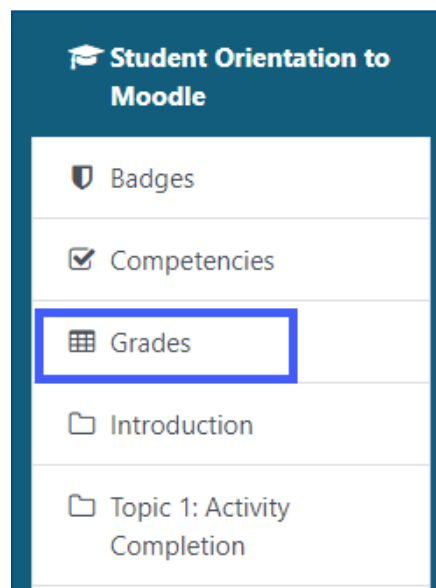 Student Orientation to
Moodle
Badges
Competencies
Grades
Introduction
Topic 1: Activity
Completion